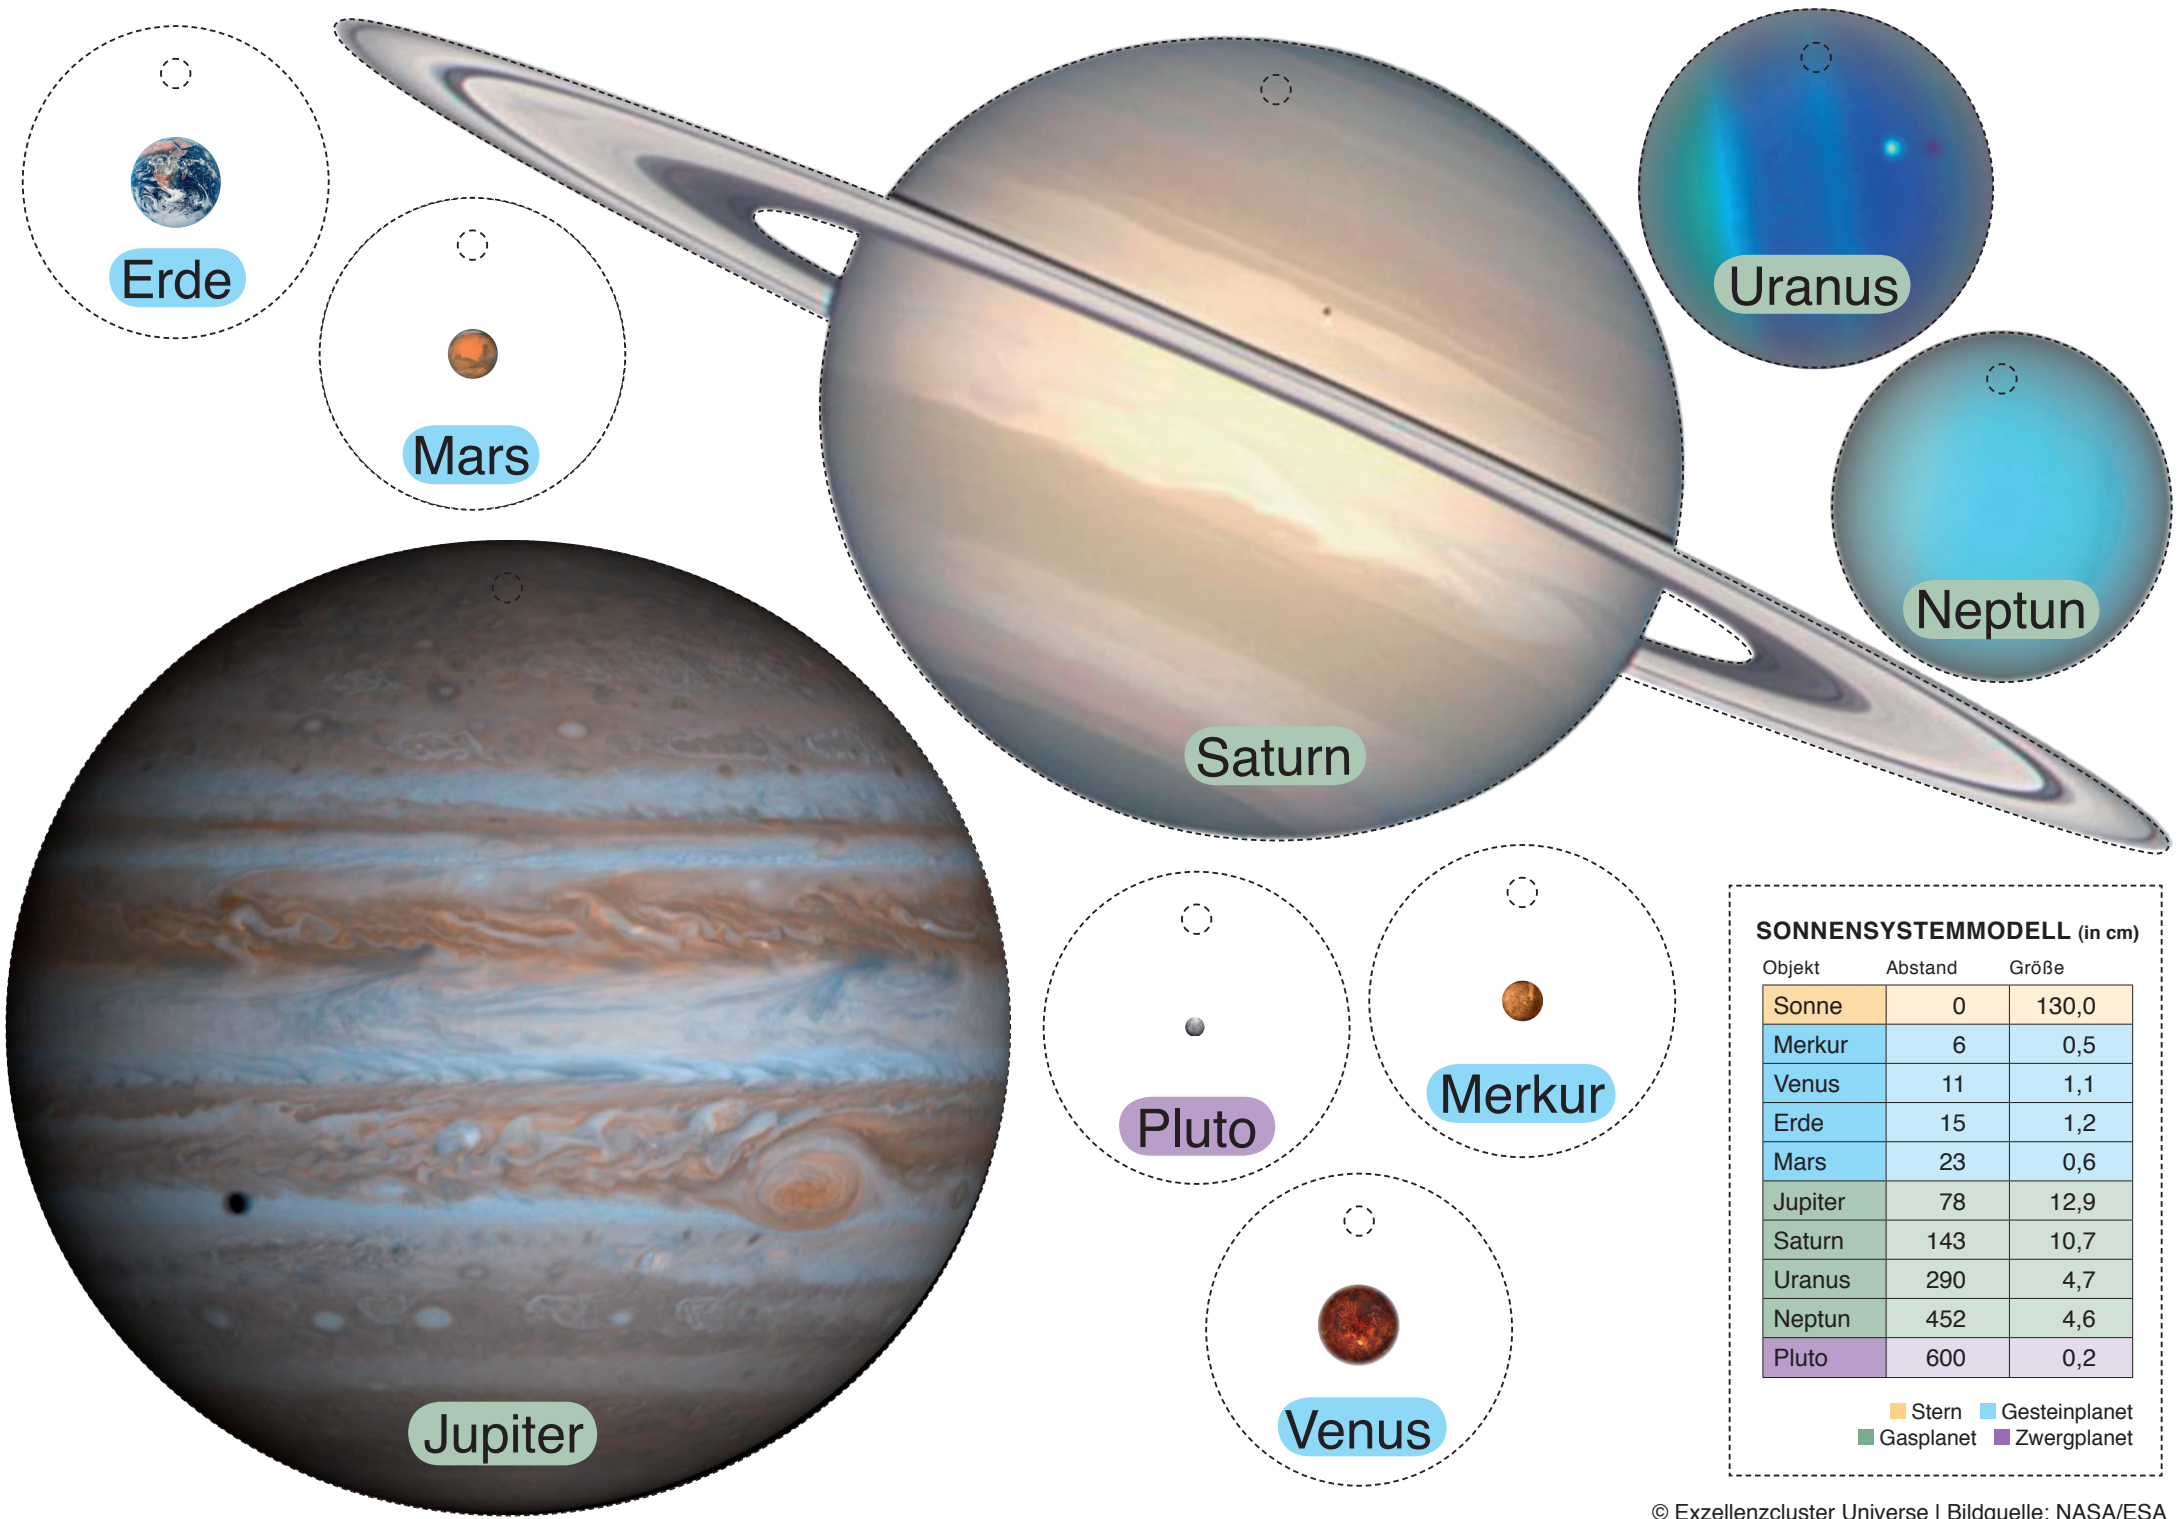 Erde
Mars
Uranus
Neptun
Saturn
Jupiter
Pluto
Merkur
Venus
SONNENSYSTEMMODELL (in cm)
Objekt Abstand Größe
Sonne 0 130,0
Merkur 6 0,5
Venus 11 1,1
Erde 15 1,2
Mars 23 0,6
Jupiter 78 12,9
Saturn 143 10,7
Uranus 290 4,7
Neptun 452 4,6
Pluto 600 0,2
Stern Gesteinplanet
Gasplanet Zwergplanet
© Exzellenzcluster Universe | Bildquelle: NASA/ESA